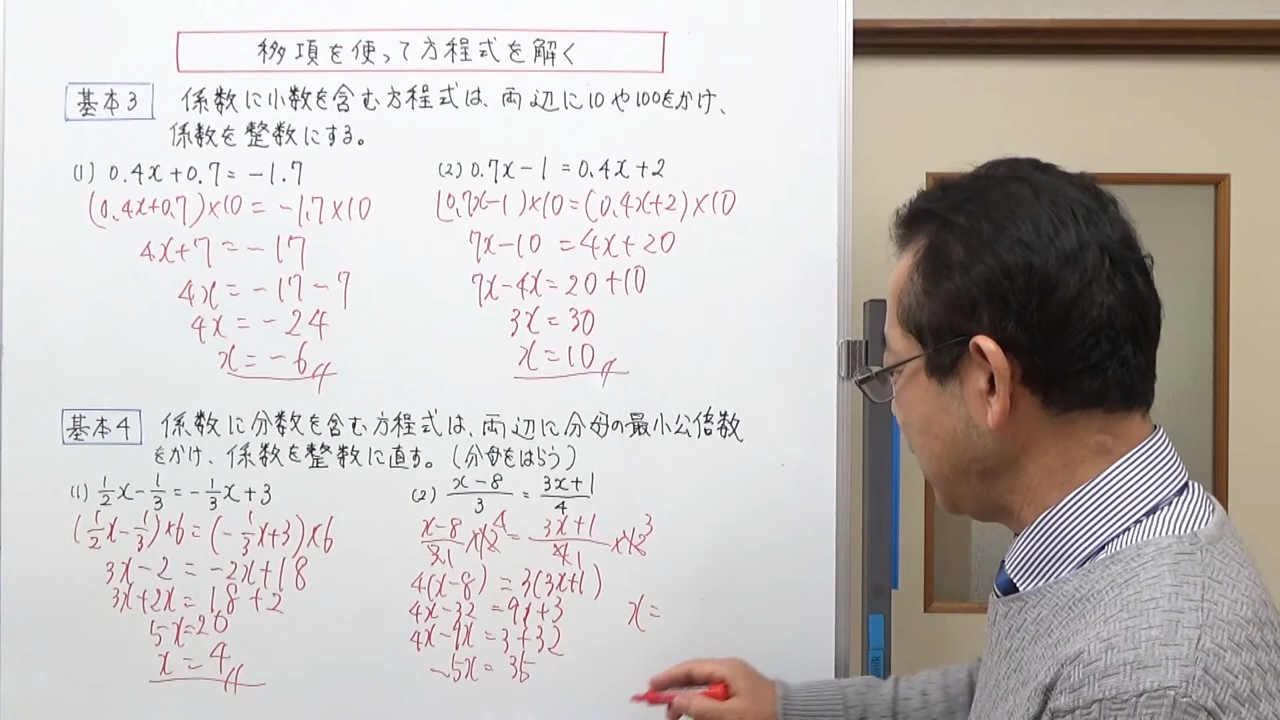 移項を使って方程式を解く
基本3 係数に小数を含む方程式は、両辺に10や100をかけ、
係数を整数にする。
(1) 0.4x+0.7=-1.7
(0.4x+0.7)×10=-1.7×10
4x+7=-17
4x=-17-7
4x=-24
x=-6
(2) 0.7x-1=0.4x+2
(0.7x-1)×10=(0.4x+2)×10
7x-10=4x+20
7x-4x=20+10
3x=30
x=10
基本4 係数に分数を含む方程式は、両辺に分母の最小公倍数
をかけ、係数を整数に直す。(分母をはらう)
(1) 1/2x-1/3=-1/3x+3
(1/2x-1/3)×6=(-1/3x+3)×6
3x-2=-2x+18
3x+2x=18+2
5x=20
x=4
(2) x-8/3=3x+1/4
x-8/3 1×12 4=3x+1/4 1×12 3
4(x-8)=3(3x+1)
4x-32=9x+3
4x-9x=3+32
-5x=35
x=